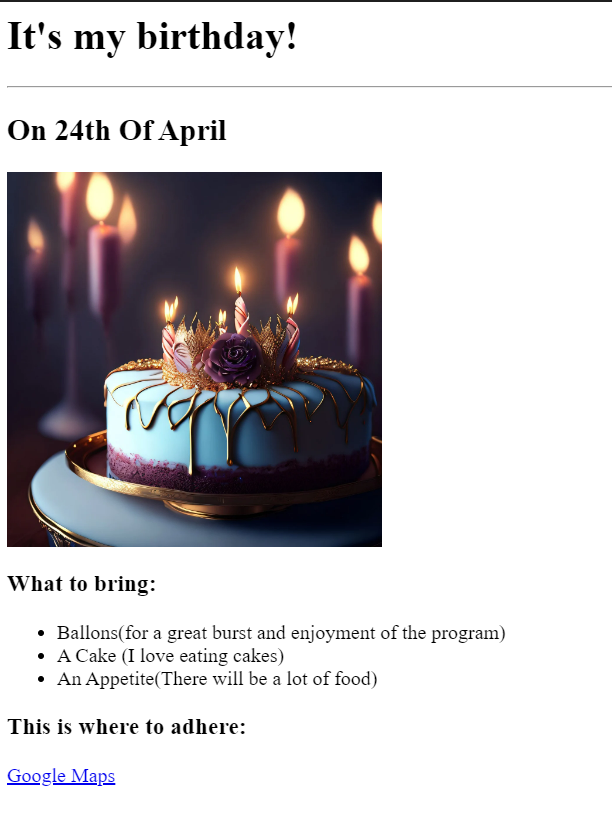 It's my birthday!
On 24th Of April
What to bring:
Ballons(for a great burst and enjoyment of the program)
A Cake (I love eating cakes)
An Appetite(There will be a lot of food)
This is where to adhere:
Google Maps